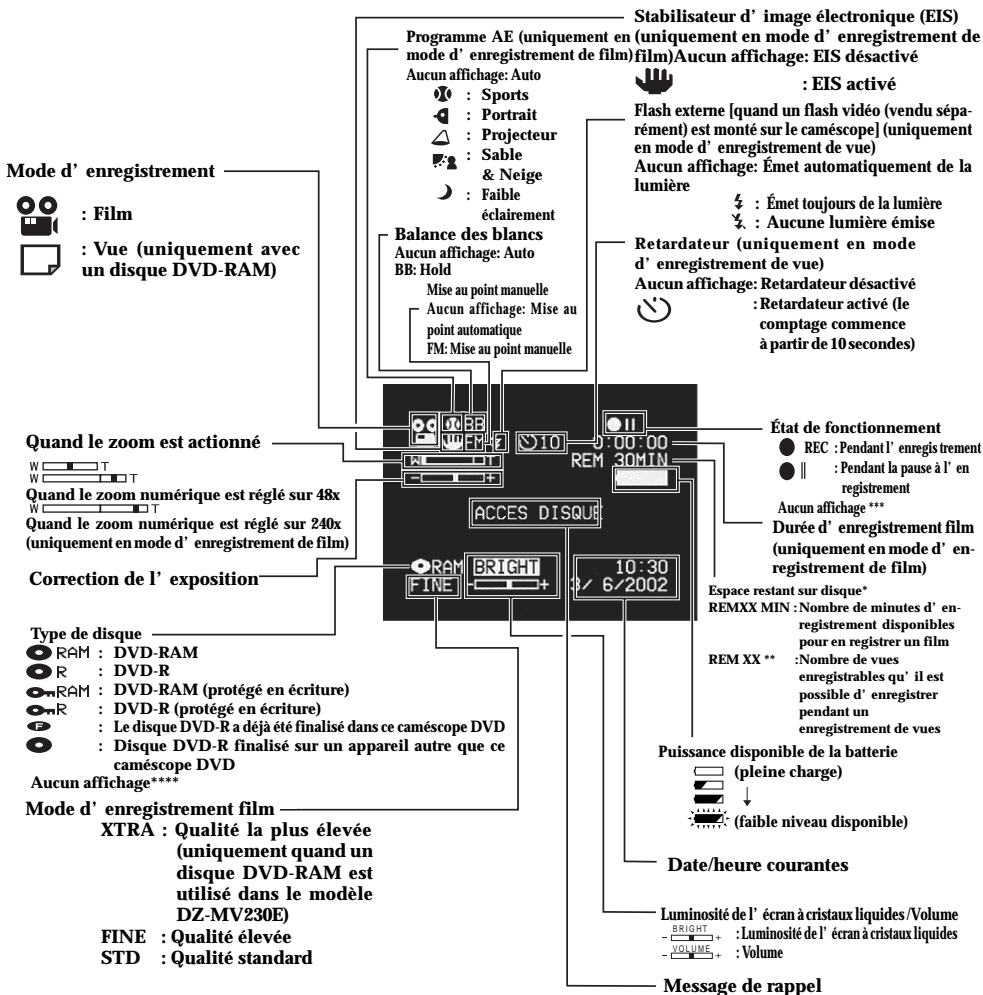 Stabilisateur d' image électronique (EIS)
(uniquement en mode d' enregistrement de
film)Aucun affichage: EIS désactivé
: EIS activé
Flash externe [quand un flash vidéo (vendu sépa-
rément) est monté sur le caméscope] (uniquement
en mode d' enregistrement de vue)
Aucun affichage: Émet automatiquement de la
lumière
: Émet toujours de la lumière
: Aucune lumière émise
Retardateur (uniquement en mode
d' enregistrement de vue)
Aucun affichage: Retardateur désactivé
: Retardateur activé (le
comptage commence
à partir de 10 secondes)
Programme AE (uniquement en
mode d' enregistrement de film)
Aucun affichage: Auto
: Sports
: Portrait
: Projecteur
: Sable
& Neige
: Faible
éclairement
Balance des blancs
Aucun affichage: Auto
BB: Hold
Mise au point manuelle
Aucun affichage: Mise au
point automatique
FM: Mise au point manuelle
Mode d' enregistrement
: Film
: Vue (uniquement avec
un disque DVD-RAM)
Quand le zoom est actionné
W T
W T
Quand le zoom numérique est réglé sur 48x
W T
Quand le zoom numérique est réglé sur 240x
(uniquement en mode d' enregistrement de film)
Correction de l' exposition
BB
FM
10
0:00:00
W T
REM 30MIN
- +
ACCES DISQUE
RAM BRIGHT 10:30
FINE - + 3/ 6/2002
État de fonctionnement
REC : Pendant l' enregis trement
: Pendant la pause à l' en
registrement
Aucun affichage ***
Durée d' enregistrement film
(uniquement en mode d' en-
registrement de film)
Espace restant sur disque*
REMXX MIN : Nombre de minutes d' en-
registrement disponibles
pour en registrer un film
REM XX ** :Nombre de vues
enregistrables qu' il est
possible d' enregistrer
pendant un
enregistrement de vues
Puissance disponible de la batterie
(pleine charge)
(faible niveau disponible)
Date/heure courantes
Luminosité de l' écran à cristaux liquides /Volume
BRIGHT
- + : Luminosité de l' écran à cristaux liquides
VOLUME
- + : Volume
Message de rappel
Type de disque
RAM : DVD-RAM
R : DVD-R
RAM : DVD-RAM (protégé en écriture)
R : DVD-R (protégé en écriture)
F : Le disque DVD-R a déjà été finalisé dans ce caméscope DVD
: Disque DVD-R finalisé sur un appareil autre que ce
caméscope DVD
Aucun affichage****
Mode d' enregistrement film
XTRA : Qualité la plus élevée
(uniquement quand un
disque DVD-RAM est
utilisé dans le modèle
DZ-MV230E)
FINE : Qualité élevée
STD : Qualité standard